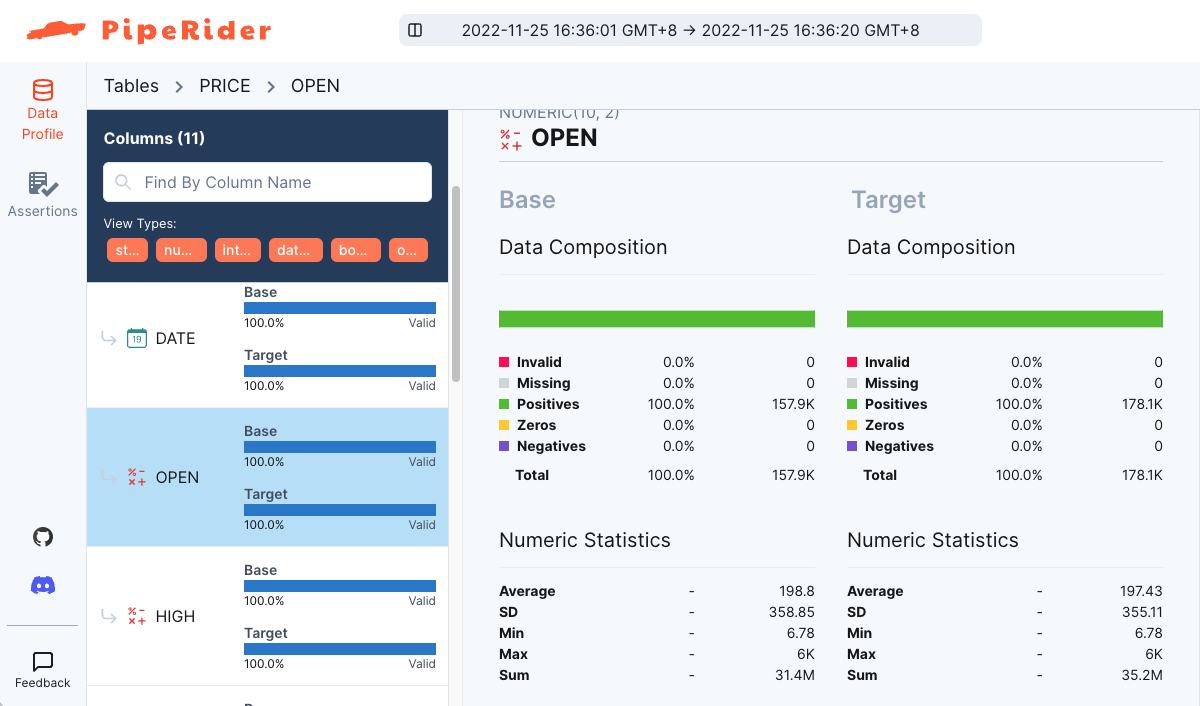 PipeRider
2022-11-25 16:36:01 GMT+8 → 2022-11-25 16:36:20 GMT+8
Data
Profile
Assertions
Feedback
Tables > PRICE > OPEN
Columns (11)
Find By Column Name
View Types:
st... nu... int... dat... bo... o...
Base
100.0% Valid
19 DATE
Target
100.0% Valid
Base
100.0% Valid
OPEN
Target
100.0% Valid
Base
100.0% Valid
HIGH
Target
100.0% Valid
NUMERIC(10, 2)
OPEN
Base
Data Composition
Invalid 0.0% 0
Missing 0.0% 0
Positives 100.0% 157.9K
Zeros 0.0% 0
Negatives 0.0% 0
Total 100.0% 157.9K
Numeric Statistics
Average - 198.8
SD - 358.85
Min - 6.78
Max - 6K
Sum - 31.4M
Target
Data Composition
Invalid 0.0% 0
Missing 0.0% 0
Positives 100.0% 178.1K
Zeros 0.0% 0
Negatives 0.0% 0
Total 100.0% 178.1K
Numeric Statistics
Average - 197.43
SD - 355.11
Min - 6.78
Max - 6K
Sum - 35.2M